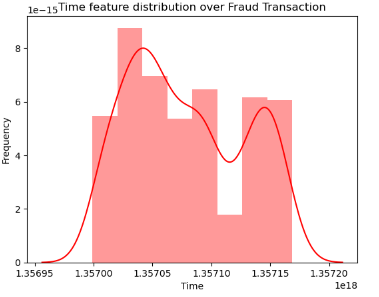 1e−15
Time feature distribution over Fraud Transaction
8
6
4
2
0
Frequency
1.35695 1.35700 1.35705 1.35710 1.35715 1.35720
Time
1e18